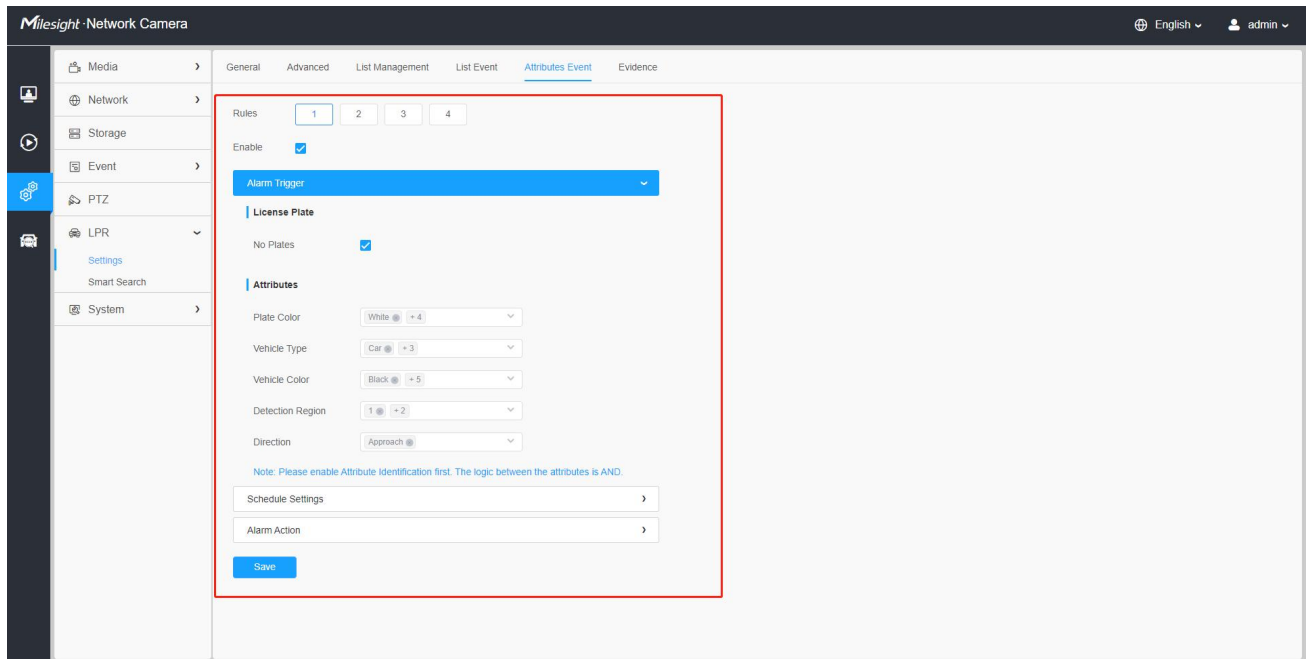 Milesight · Network Camera
English
admin
Media
Network
Storage
Event
PTZ
LPR
Settings
Smart Search
System
General Advanced List Management List Event Attributes Event Evidence
Rules 1 2 3 4
Enable
Alarm Trigger
License Plate
No Plates
Attributes
Plate Color White + 4
Vehicle Type Car + 3
Vehicle Color Black + 5
Detection Region 1 + 2
Direction Approach
Note: Please enable Attribute Identification first. The logic between the attributes is AND.
Schedule Settings
Alarm Action
Save